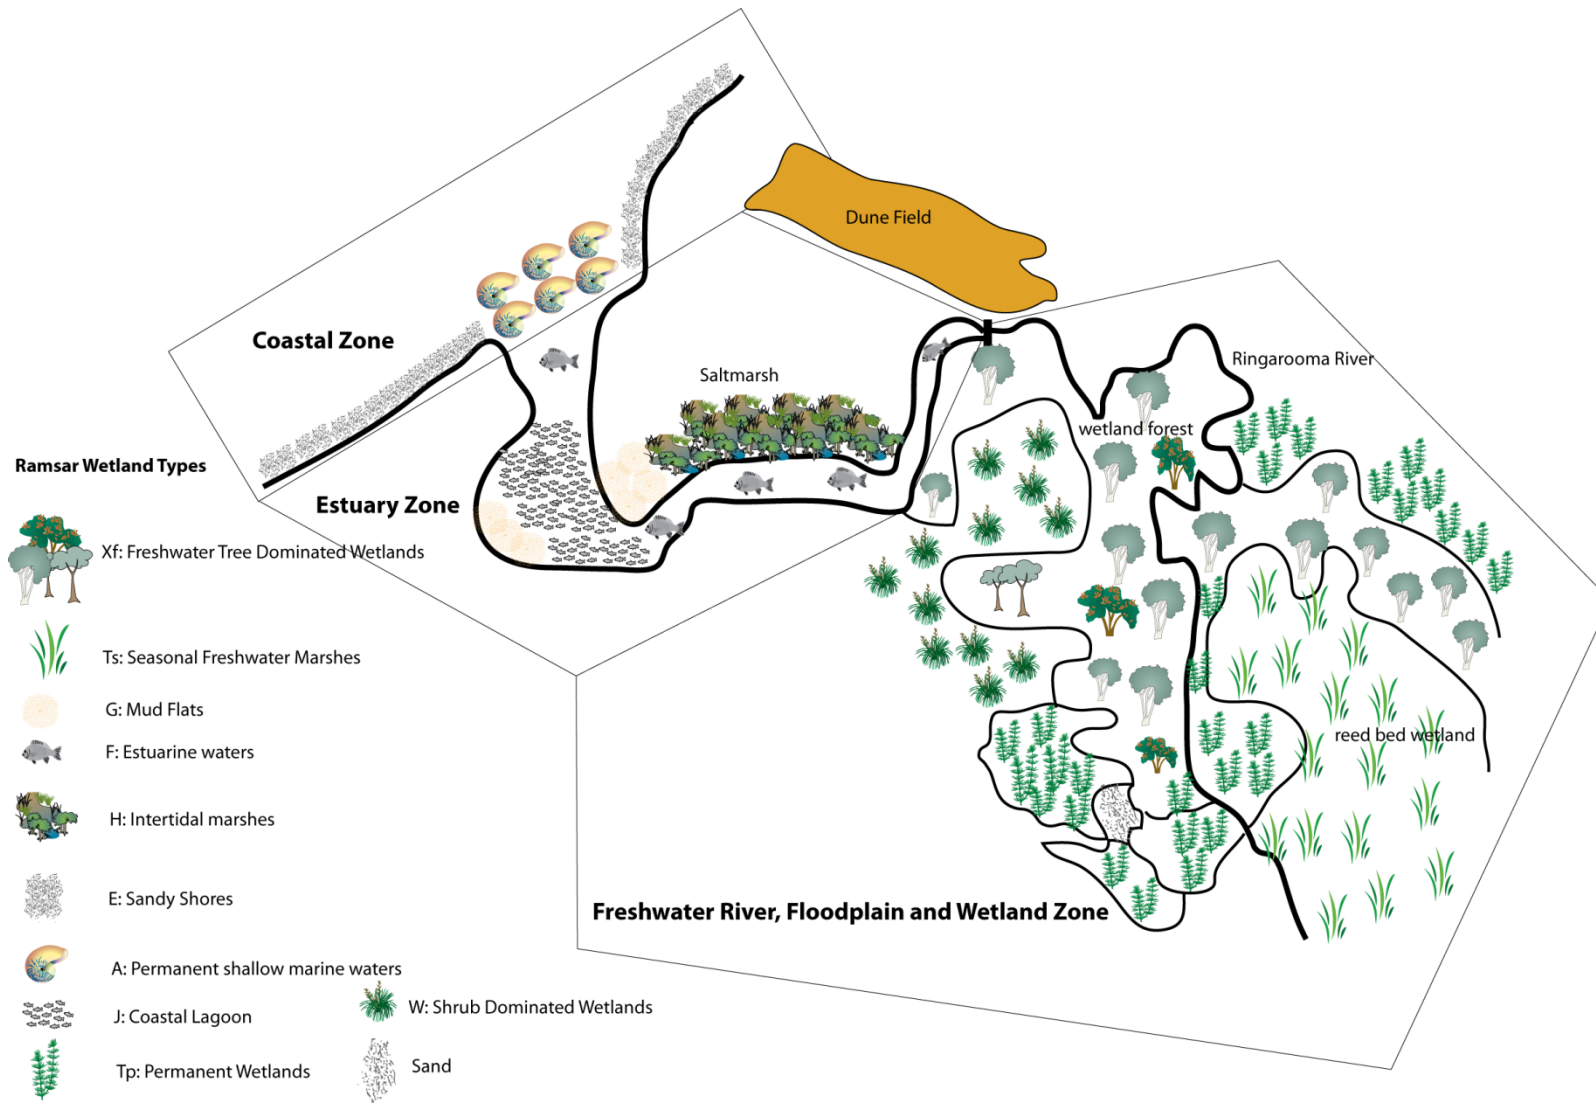 Dune Field
Coastal Zone
Ringarooma River
Saltmarsh
wetland forest
Ramsar Wetland Types
Estuary Zone
Xf: Freshwater Tree Dominated Wetlands
Ts: Seasonal Freshwater Marshes
G: Mud Flats
reed bed wetland
F: Estuarine waters
H: Intertidal marshes
E: Sandy Shores
Freshwater River, Floodplain and Wetland Zone
A: Permanent shallow marine waters
J: Coastal Lagoon
W: Shrub Dominated Wetlands
Tp: Permanent Wetlands
Sand